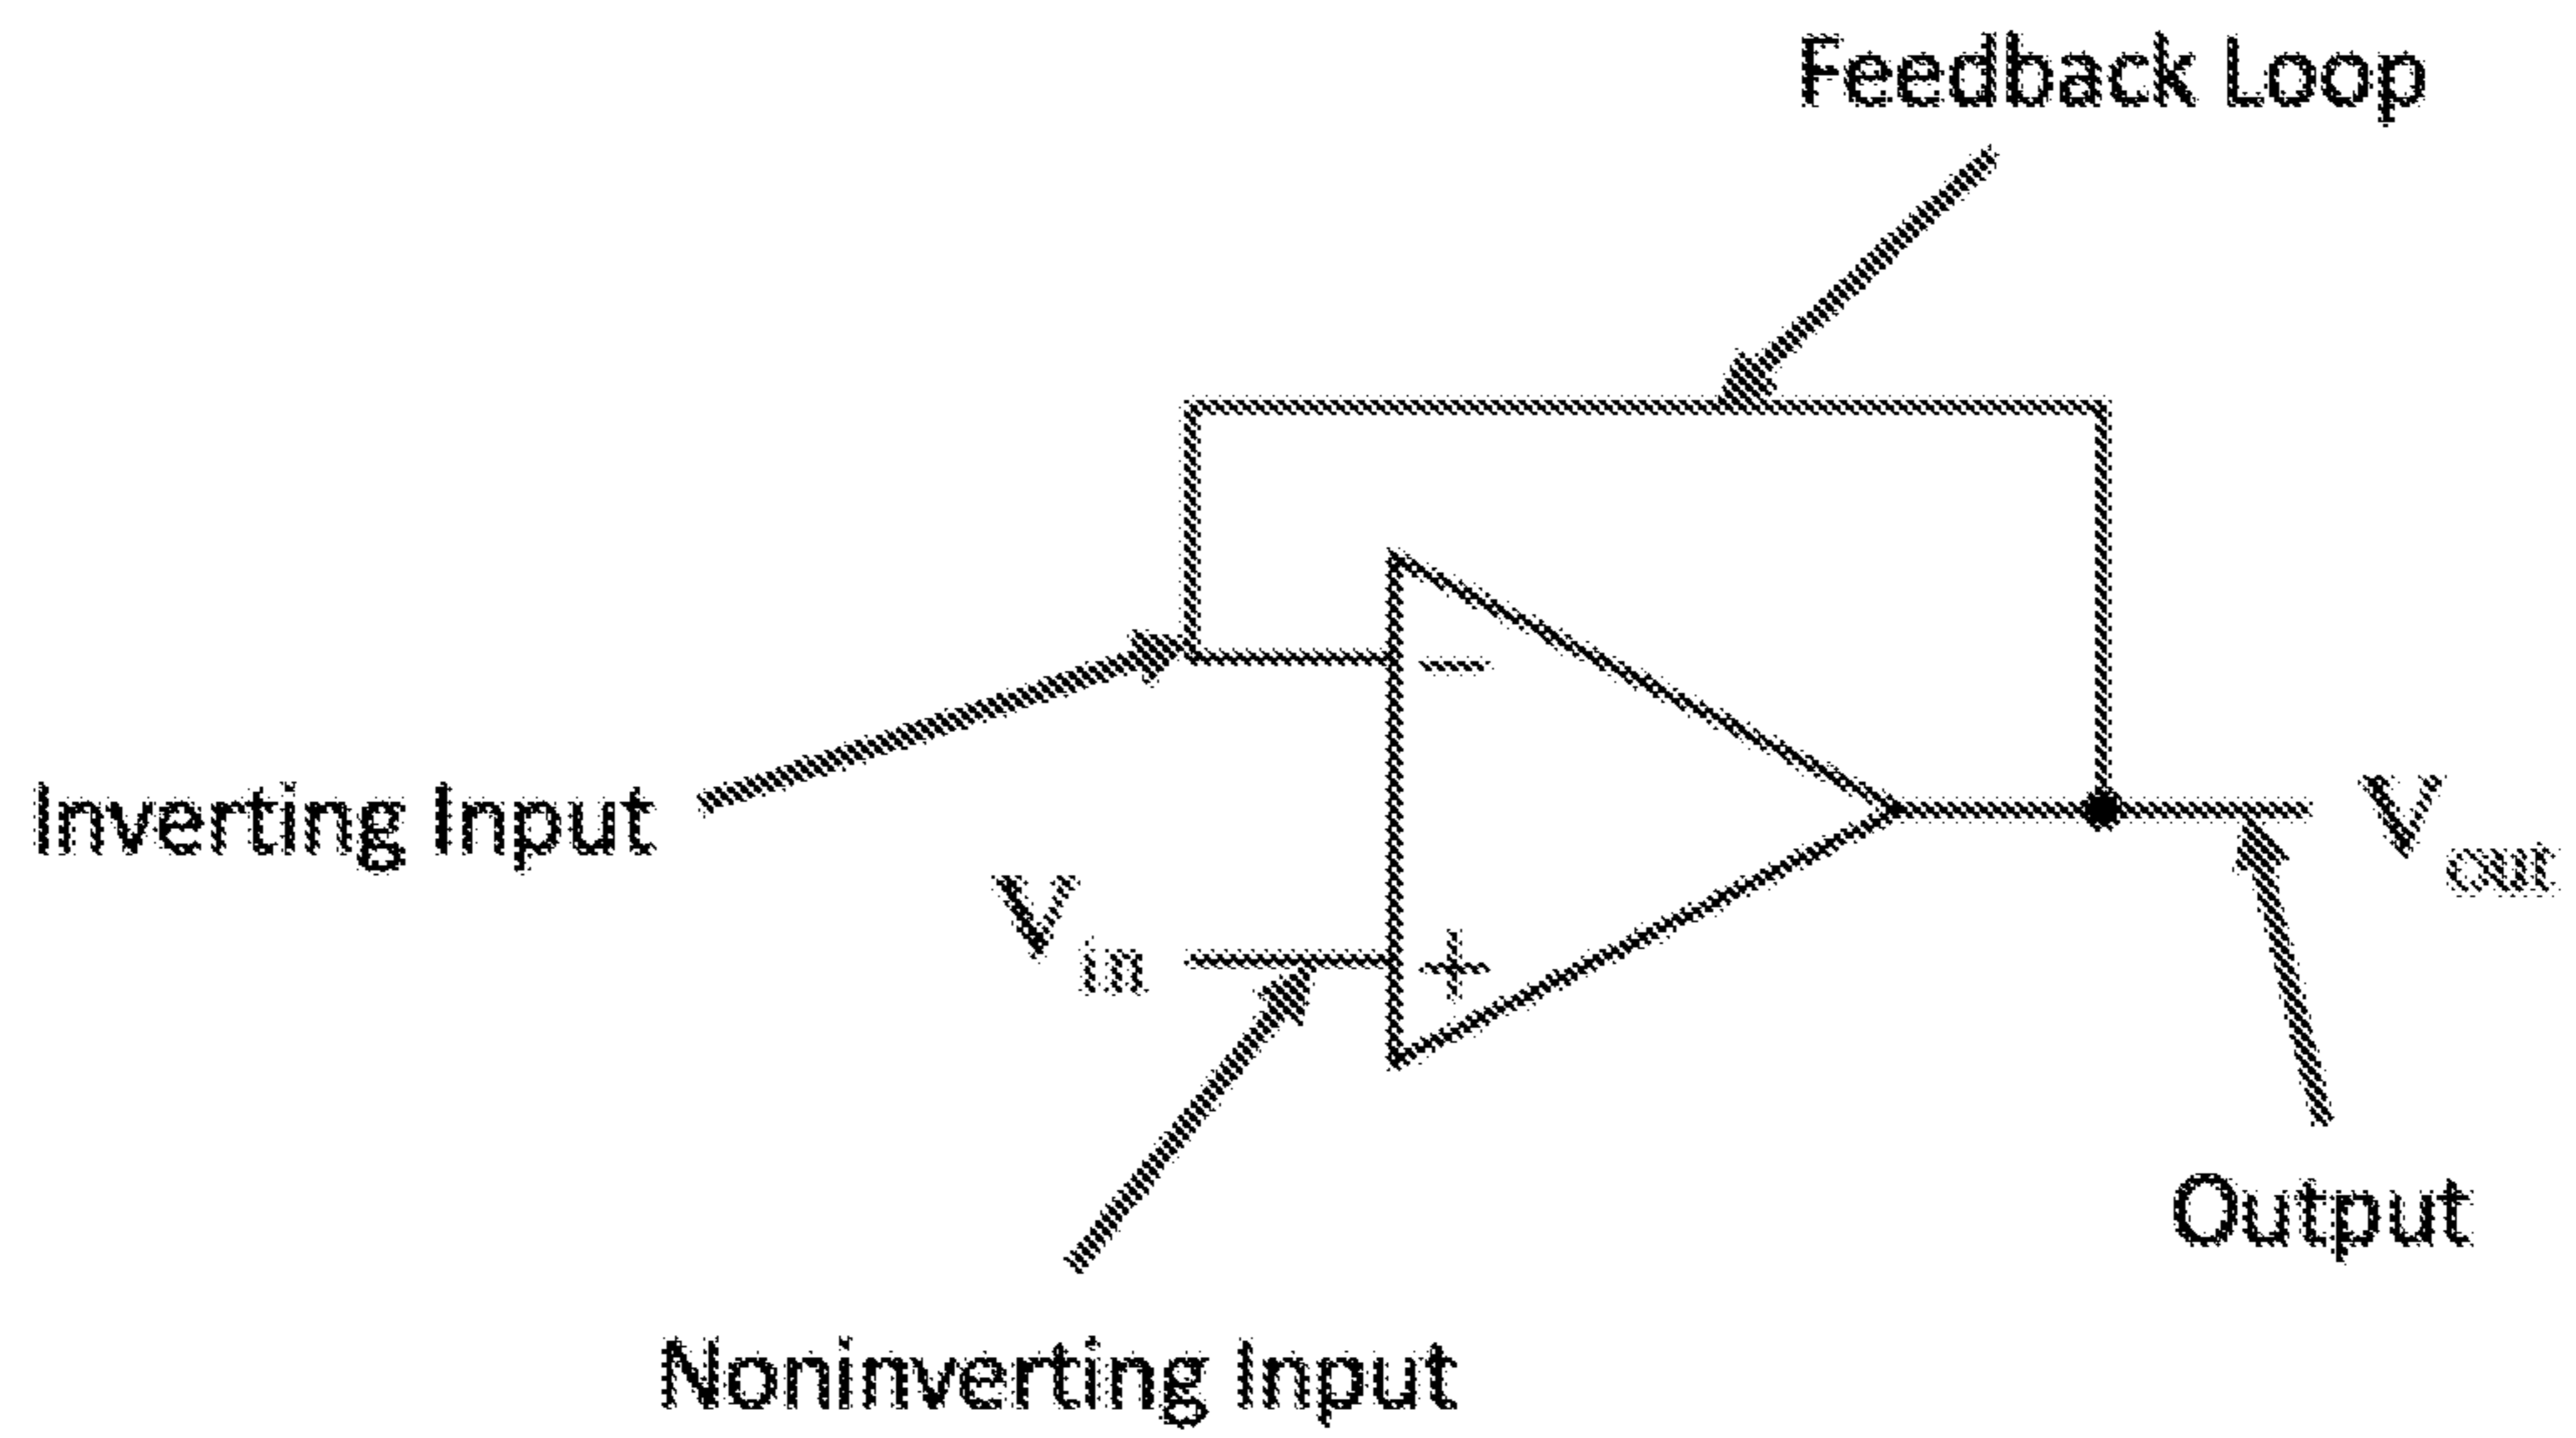 Feedback Loop
Inverting Input
−
V out
V in
+
Output
Noninverting Input